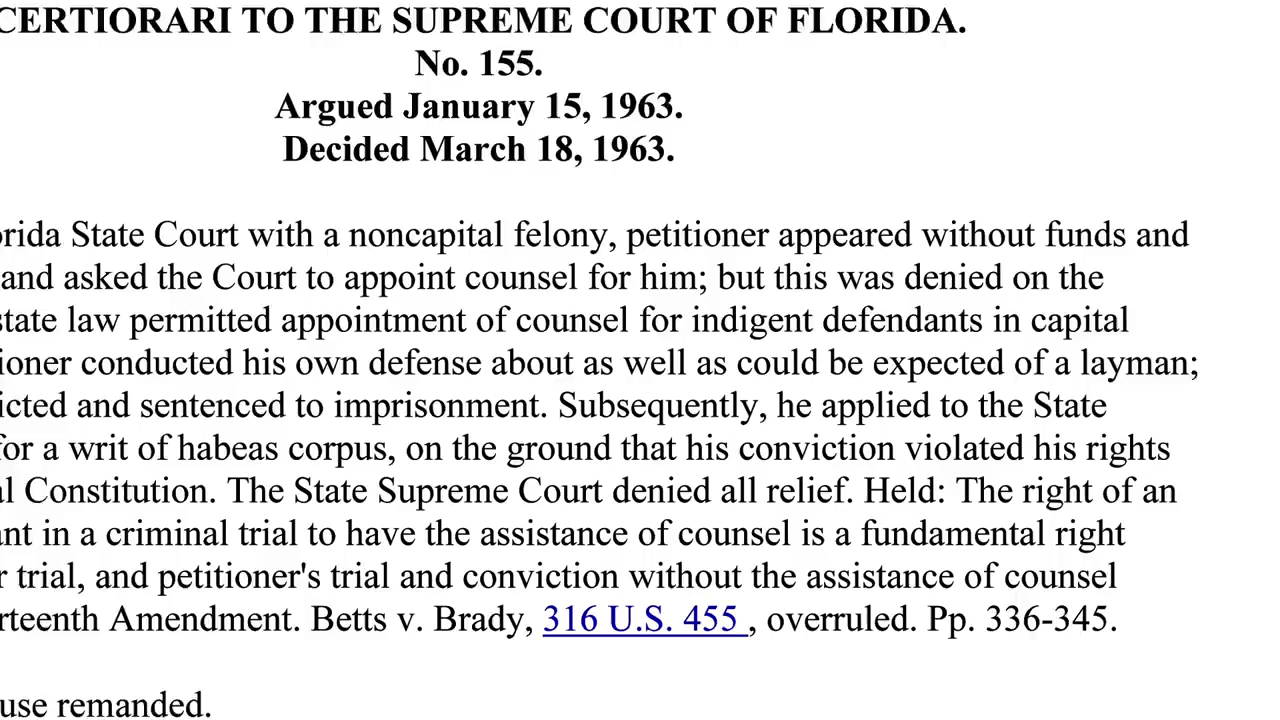 CERTIORARI TO THE SUPREME COURT OF FLORIDA.
No. 155.
Argued January 15, 1963.
Decided March 18, 1963.
orida State Court with a noncapital felony, petitioner appeared without funds and
and asked the Court to appoint counsel for him; but this was denied on the
state law permitted appointment of counsel for indigent defendants in capital
ioner conducted his own defense about as well as could be expected of a layman;
icted and sentenced to imprisonment. Subsequently, he applied to the State
for a writ of habeas corpus, on the ground that his conviction violated his rights
al Constitution. The State Supreme Court denied all relief. Held: The right of an
ant in a criminal trial to have the assistance of counsel is a fundamental right
r trial, and petitioner's trial and conviction without the assistance of counsel
rteenth Amendment. Betts v. Brady, 316 U.S. 455 , overruled. Pp. 336-345.
use remanded.